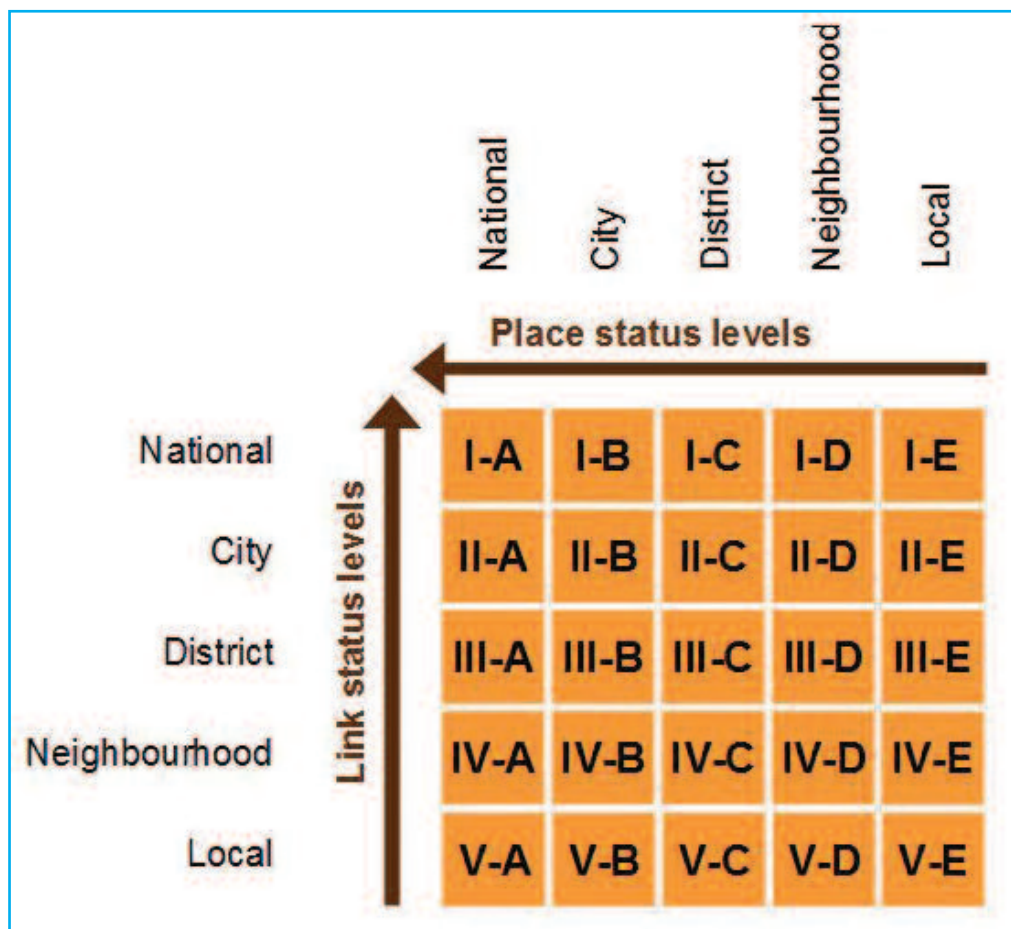 National
City
District
Neighbourhood
Local
Place status levels
Link status levels
National
I-A I-B I-C I-D I-E
City
II-A II-B II-C II-D II-E
District
III-A III-B III-C III-D III-E
Neighbourhood
IV-A IV-B IV-C IV-D IV-E
Local
V-A V-B V-C V-D V-E